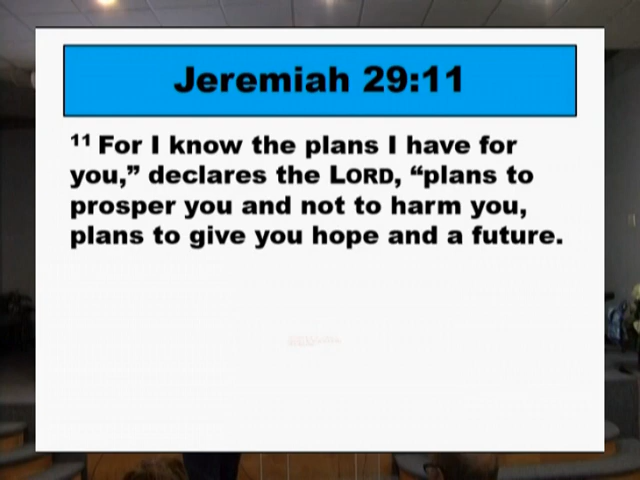 Jeremiah 29:11
¹¹ For I know the plans I have for
you,” declares the LORD, “plans to
prosper you and not to harm you,
plans to give you hope and a future.